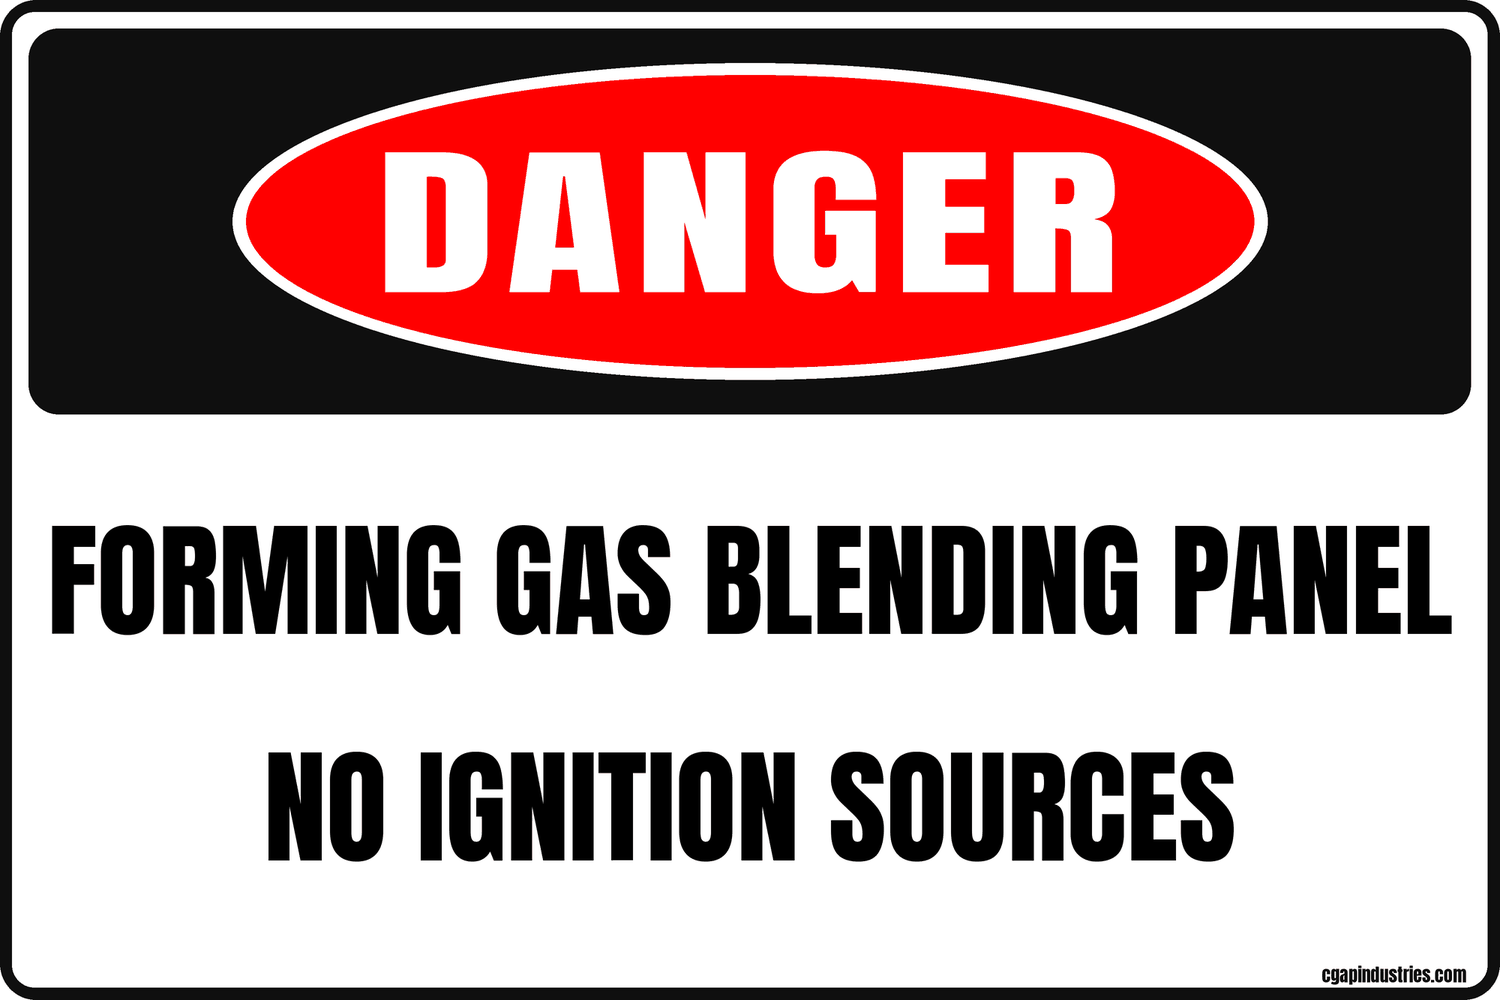 DANGER
FORMING GAS BLENDING PANEL
NO IGNITION SOURCES
cgapindustries.com